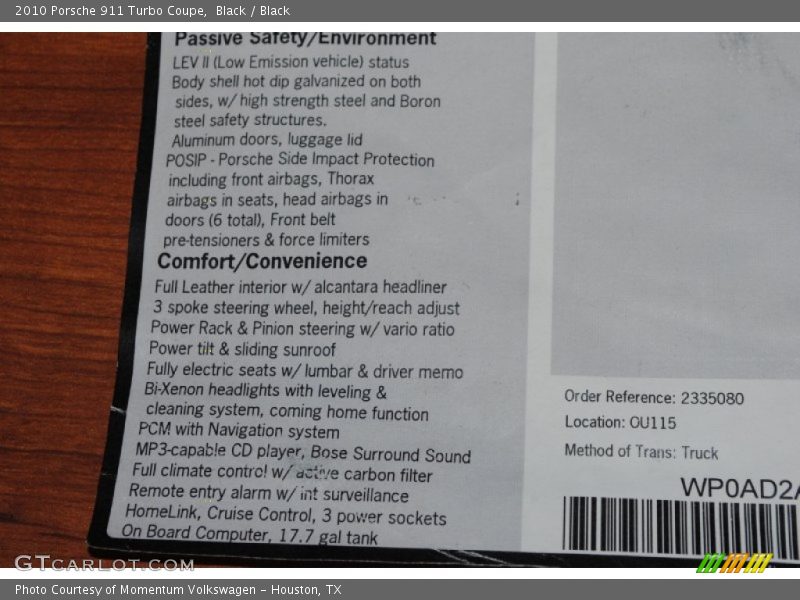 2010 Porsche 911 Turbo Coupe, Black / Black
Passive Safety/Environment
LEV II (Low Emission vehicle) status
Body shell hot dip galvanized on both
sides, w/ high strength steel and Boron
steel safety structures.
Aluminum doors, luggage lid
POSIP - Porsche Side Impact Protection
including front airbags, Thorax
airbags in seats, head airbags in
doors (6 total), Front belt
pre-tensioners & force limiters
Comfort/Convenience
Full Leather interior w/ alcantara headliner
3 spoke steering wheel, height/reach adjust
Power Rack & Pinion steering w/ vario ratio
Power tilt & sliding sunroof
Fully electric seats w/ lumbar & driver memo
Bi-Xenon headlights with leveling &
cleaning system, coming home function
PCM with Navigation system
MP3-capable CD player, Bose Surround Sound
Full climate control w/ active carbon filter
Remote entry alarm w/ int surveillance
HomeLink, Cruise Control, 3 power sockets
On Board Computer, 17.7 gal tank
Order Reference: 2335080
Location: OU115
Method of Trans: Truck
WP0AD2A
GTCARLOT.COM
Photo Courtesy of Momentum Volkswagen - Houston, TX